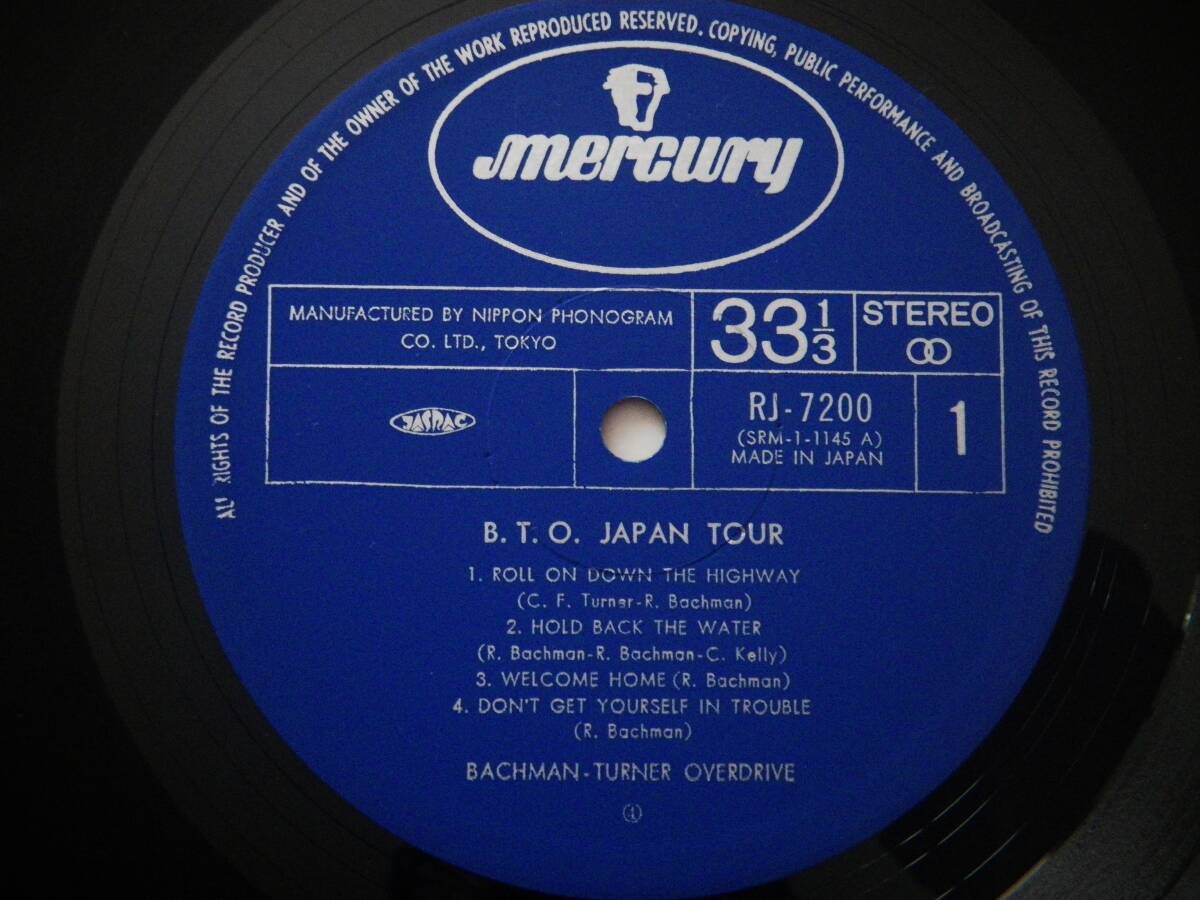 ALL RIGHTS OF THE RECORD PRODUCER AND OF THE OWNER OF THE WORK REPRODUCED RESERVED. COPYING, PUBLIC PERFORMANCE AND BROADCASTING OF THIS RECORD PROHIBITED
mercury
MANUFACTURED BY NIPPON PHONOGRAM
CO. LTD., TOKYO
33 1/3
STEREO
JASRAC
RJ-7200
(SRM-1-1145 A)
MADE IN JAPAN
1
B. T. O. JAPAN TOUR
1. ROLL ON DOWN THE HIGHWAY
(C. F. Turner-R. Bachman)
2. HOLD BACK THE WATER
(R. Bachman-R. Bachman-C. Kelly)
3. WELCOME HOME (R. Bachman)
4. DON'T GET YOURSELF IN TROUBLE
(R. Bachman)
BACHMAN-TURNER OVERDRIVE